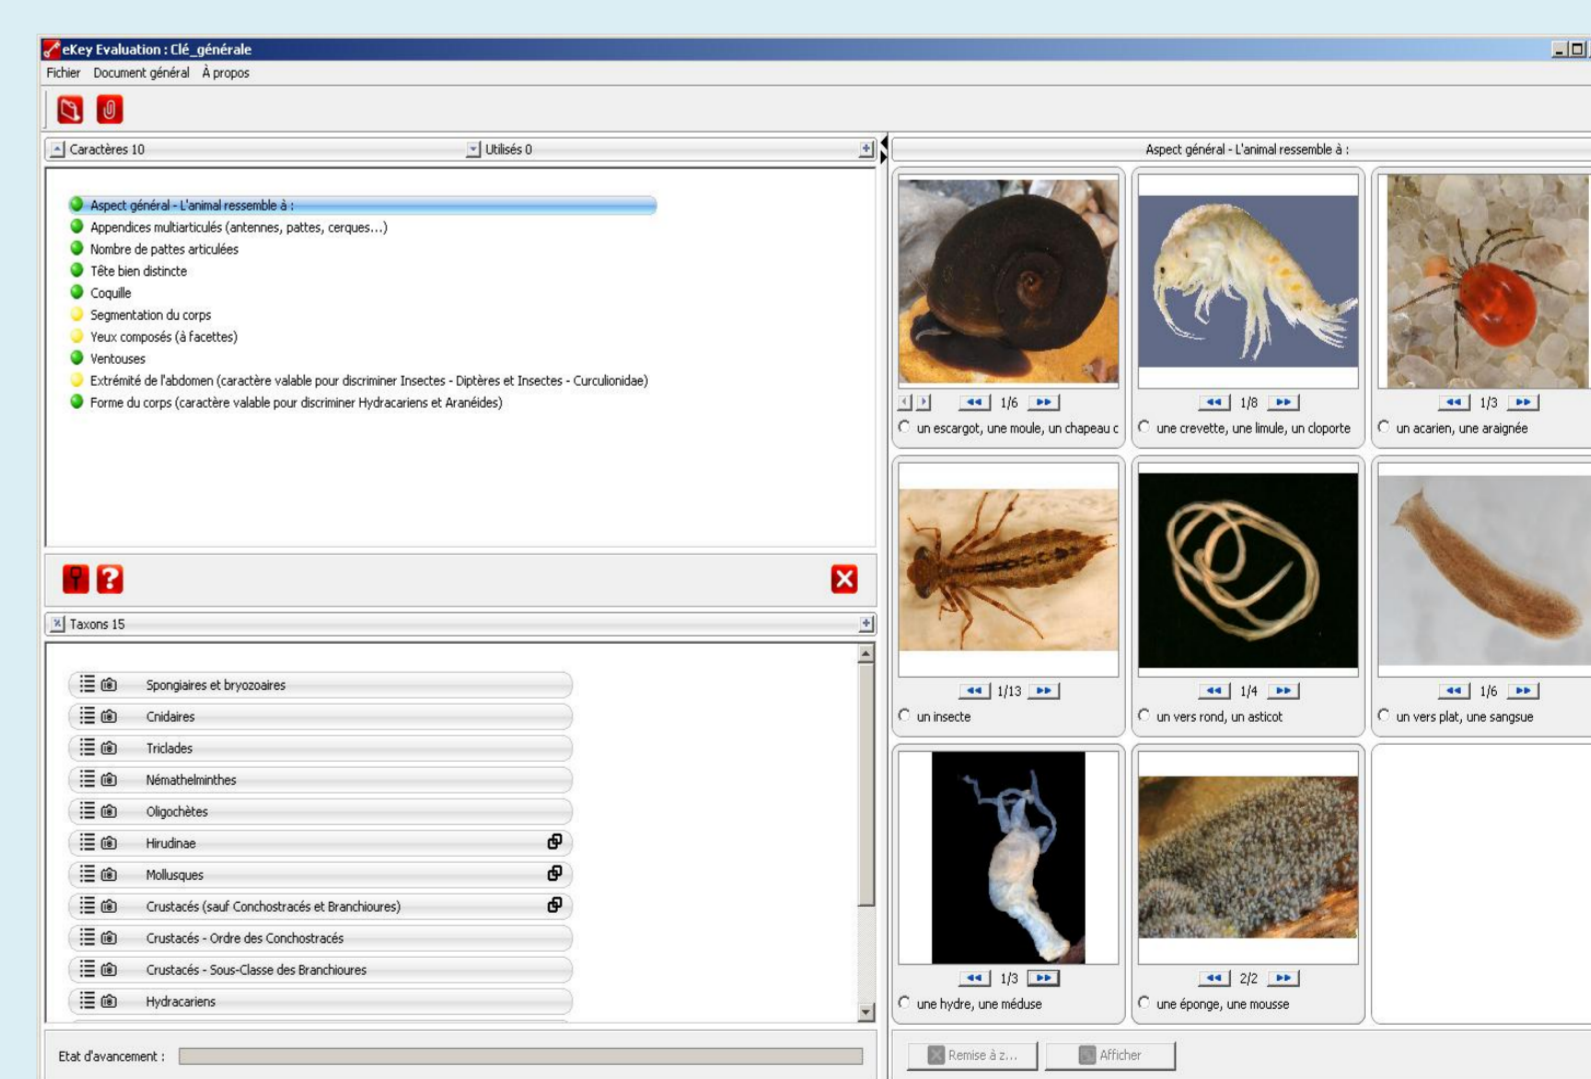 eKey Evaluation : Clé_générale
Fichier Document général À propos
Caractères 10 Utilisés 0
Aspect général - L'animal ressemble à :
Appendices multiarticulés (antennes, pattes, cerques...)
Nombre de pattes articulées
Tête bien distincte
Coquille
Segmentation du corps
Yeux composés (à facettes)
Ventouses
Extrémité de l'abdomen (caractère valable pour discriminer Insectes - Diptères et Insectes - Curculionidae)
Forme du corps (caractère valable pour discriminer Hydracariens et Aranéides)
Taxons 15
Spongiaires et bryozoaires
Cnidaires
Triclades
Némathelminthes
Oligochètes
Hirudinae
Mollusques
Crustacés (sauf Conchostracés et Branchioures)
Crustacés - Ordre des Conchostracés
Crustacés - Sous-Classe des Branchioures
Hydracariens
Etat d'avancement :
Aspect général - L'animal ressemble à :
1/6
un escargot, une moule, un chapeau c
1/8
une crevette, une limule, un cloporte
1/3
un acarien, une araignée
1/13
un insecte
1/4
un vers rond, un asticot
1/6
un vers plat, une sangsue
1/3
une hydre, une méduse
2/2
une éponge, une mousse
Remise à z... Afficher